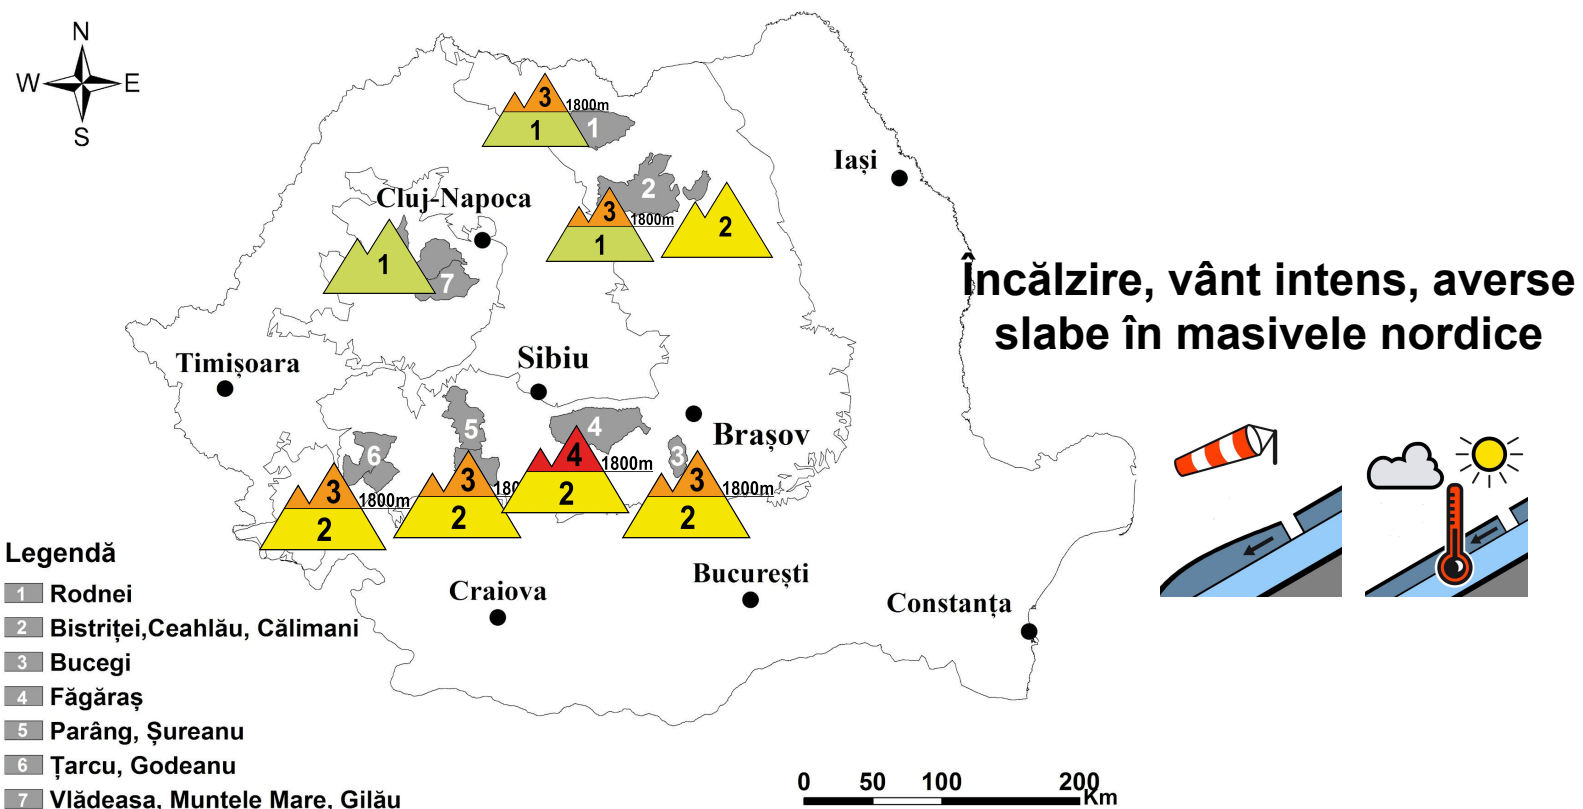 N
W E
S
3
1800m
1
1
Iași
2
Cluj-Napoca
3
1800m
2
1
1
7
Încălzire, vânt intens, averse
slabe în masivele nordice
Timișoara
Sibiu
5
4
Brașov
6
4
3
1800m
3
1800m
2
3
180
2
2
3
1800m
2
Legendă
1 Rodnei
2 Bistriței,Ceahlău, Călimani
3 Bucegi
4 Făgăraș
5 Parâng, Șureanu
6 Țarcu, Godeanu
7 Vlădeasa, Muntele Mare, Gilău
București
Craiova
Constanța
0 50 100 200
Km